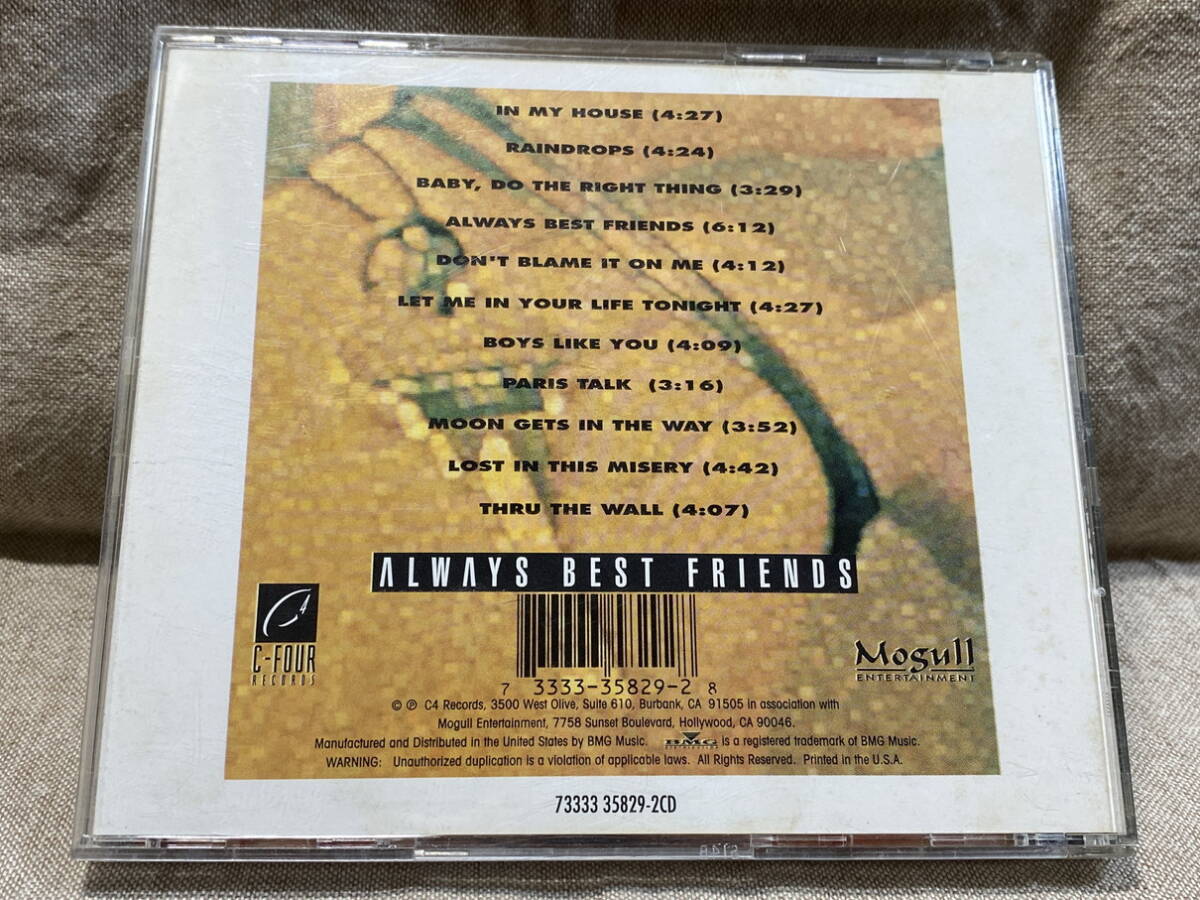 IN MY HOUSE (4:27)
RAINDROPS (4:24)
BABY, DO THE RIGHT THING (3:29)
ALWAYS BEST FRIENDS (6:12)
DON'T BLAME IT ON ME (4:12)
LET ME IN YOUR LIFE TONIGHT (4:27)
BOYS LIKE YOU (4:09)
PARIS TALK (3:16)
MOON GETS IN THE WAY (3:52)
LOST IN THIS MISERY (4:42)
THRU THE WALL (4:07)
ALWAYS BEST FRIENDS
C4
C-FOUR
RECORDS
7 3333-35829-2 8
Mogull
ENTERTAINMENT
© ℗ C4 Records, 3500 West Olive, Suite 610, Burbank, CA 91505 in association with
Mogull Entertainment, 7758 Sunset Boulevard, Hollywood, CA 90046.
Manufactured and Distributed in the United States by BMG Music. BMG is a registered trademark of BMG Music.
WARNING: Unauthorized duplication is a violation of applicable laws. All Rights Reserved. Printed in the U.S.A.
73333 35829-2CD